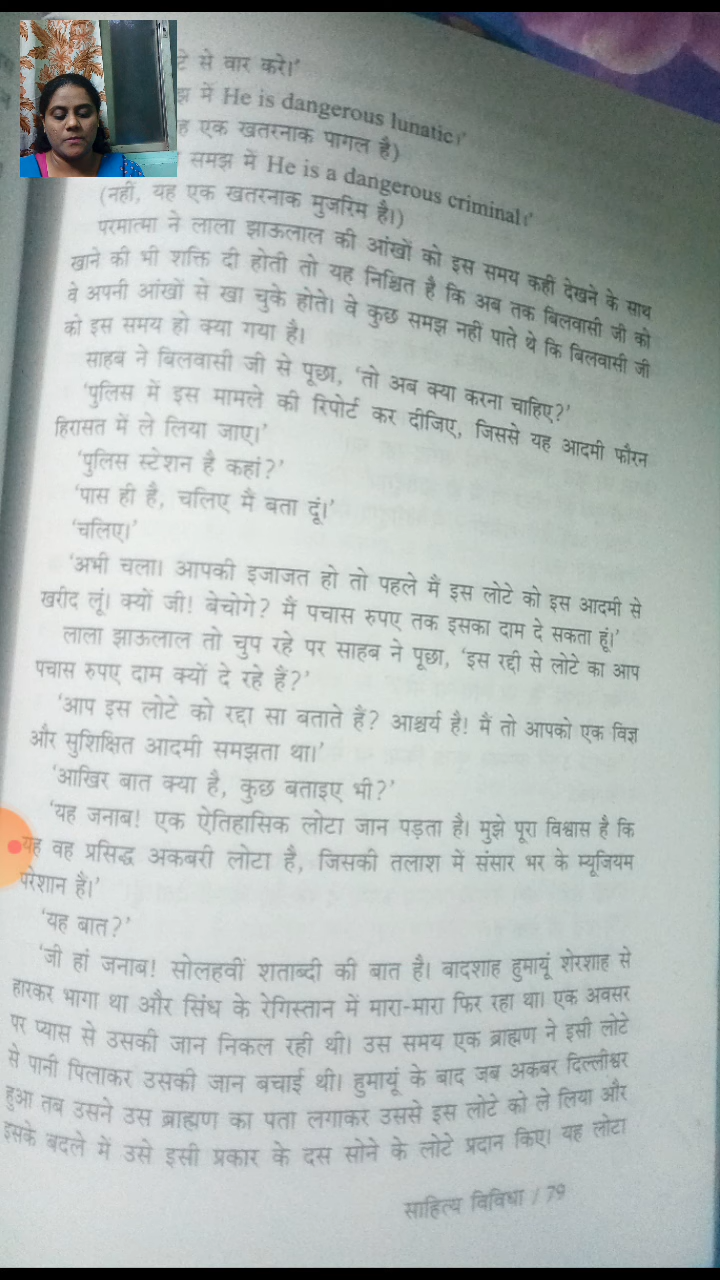 टे से वार करे।'
में He is dangerous lunatic।'
एक खतरनाक पागल है)
समझ में He is a dangerous criminal।'
(नहीं, यह एक खतरनाक मुजरिम है।)
परमात्मा ने लाला झाऊलाल की आंखों को इस समय कहीं देखने के साथ
खाने की भी शक्ति दी होती तो यह निश्चित है कि अब तक बिलवासी जी को
वे अपनी आंखों से खा चुके होते। वे कुछ समझ नहीं पाते थे कि बिलवासी जी
को इस समय हो क्या गया है।
साहब ने बिलवासी जी से पूछा, 'तो अब क्या करना चाहिए?'
'पुलिस में इस मामले की रिपोर्ट कर दीजिए, जिससे यह आदमी फौरन
हिरासत में ले लिया जाए।'
'पुलिस स्टेशन है कहां?'
'पास ही है, चलिए मैं बता दूं।'
'चलिए।'
'अभी चला। आपकी इजाजत हो तो पहले मैं इस लोटे को इस आदमी से
खरीद लूं। क्यों जी! बेचोगे? मैं पचास रुपए तक इसका दाम दे सकता हूं।'
लाला झाऊलाल तो चुप रहे पर साहब ने पूछा, 'इस रद्दी से लोटे का आप
पचास रुपए दाम क्यों दे रहे हैं?'
'आप इस लोटे को रद्दा सा बताते हैं? आश्चर्य है! मैं तो आपको एक विज्ञ
और सुशिक्षित आदमी समझता था।'
'आखिर बात क्या है, कुछ बताइए भी?'
'यह जनाब! एक ऐतिहासिक लोटा जान पड़ता है। मुझे पूरा विश्वास है कि
यह वह प्रसिद्ध अकबरी लोटा है, जिसकी तलाश में संसार भर के म्यूजियम
परेशान हैं।'
'यह बात?'
'जी हां जनाब! सोलहवीं शताब्दी की बात है। बादशाह हुमायूं शेरशाह से
हारकर भागा था और सिंध के रेगिस्तान में मारा-मारा फिर रहा था। एक अवसर
पर प्यास से उसकी जान निकल रही थी। उस समय एक ब्राह्मण ने इसी लोटे
से पानी पिलाकर उसकी जान बचाई थी। हुमायूं के बाद जब अकबर दिल्लीश्वर
हुआ तब उसने उस ब्राह्मण का पता लगाकर उससे इस लोटे को ले लिया और
इसके बदले में उसे इसी प्रकार के दस सोने के लोटे प्रदान किए। यह लोटा
साहित्य विविधा / 79